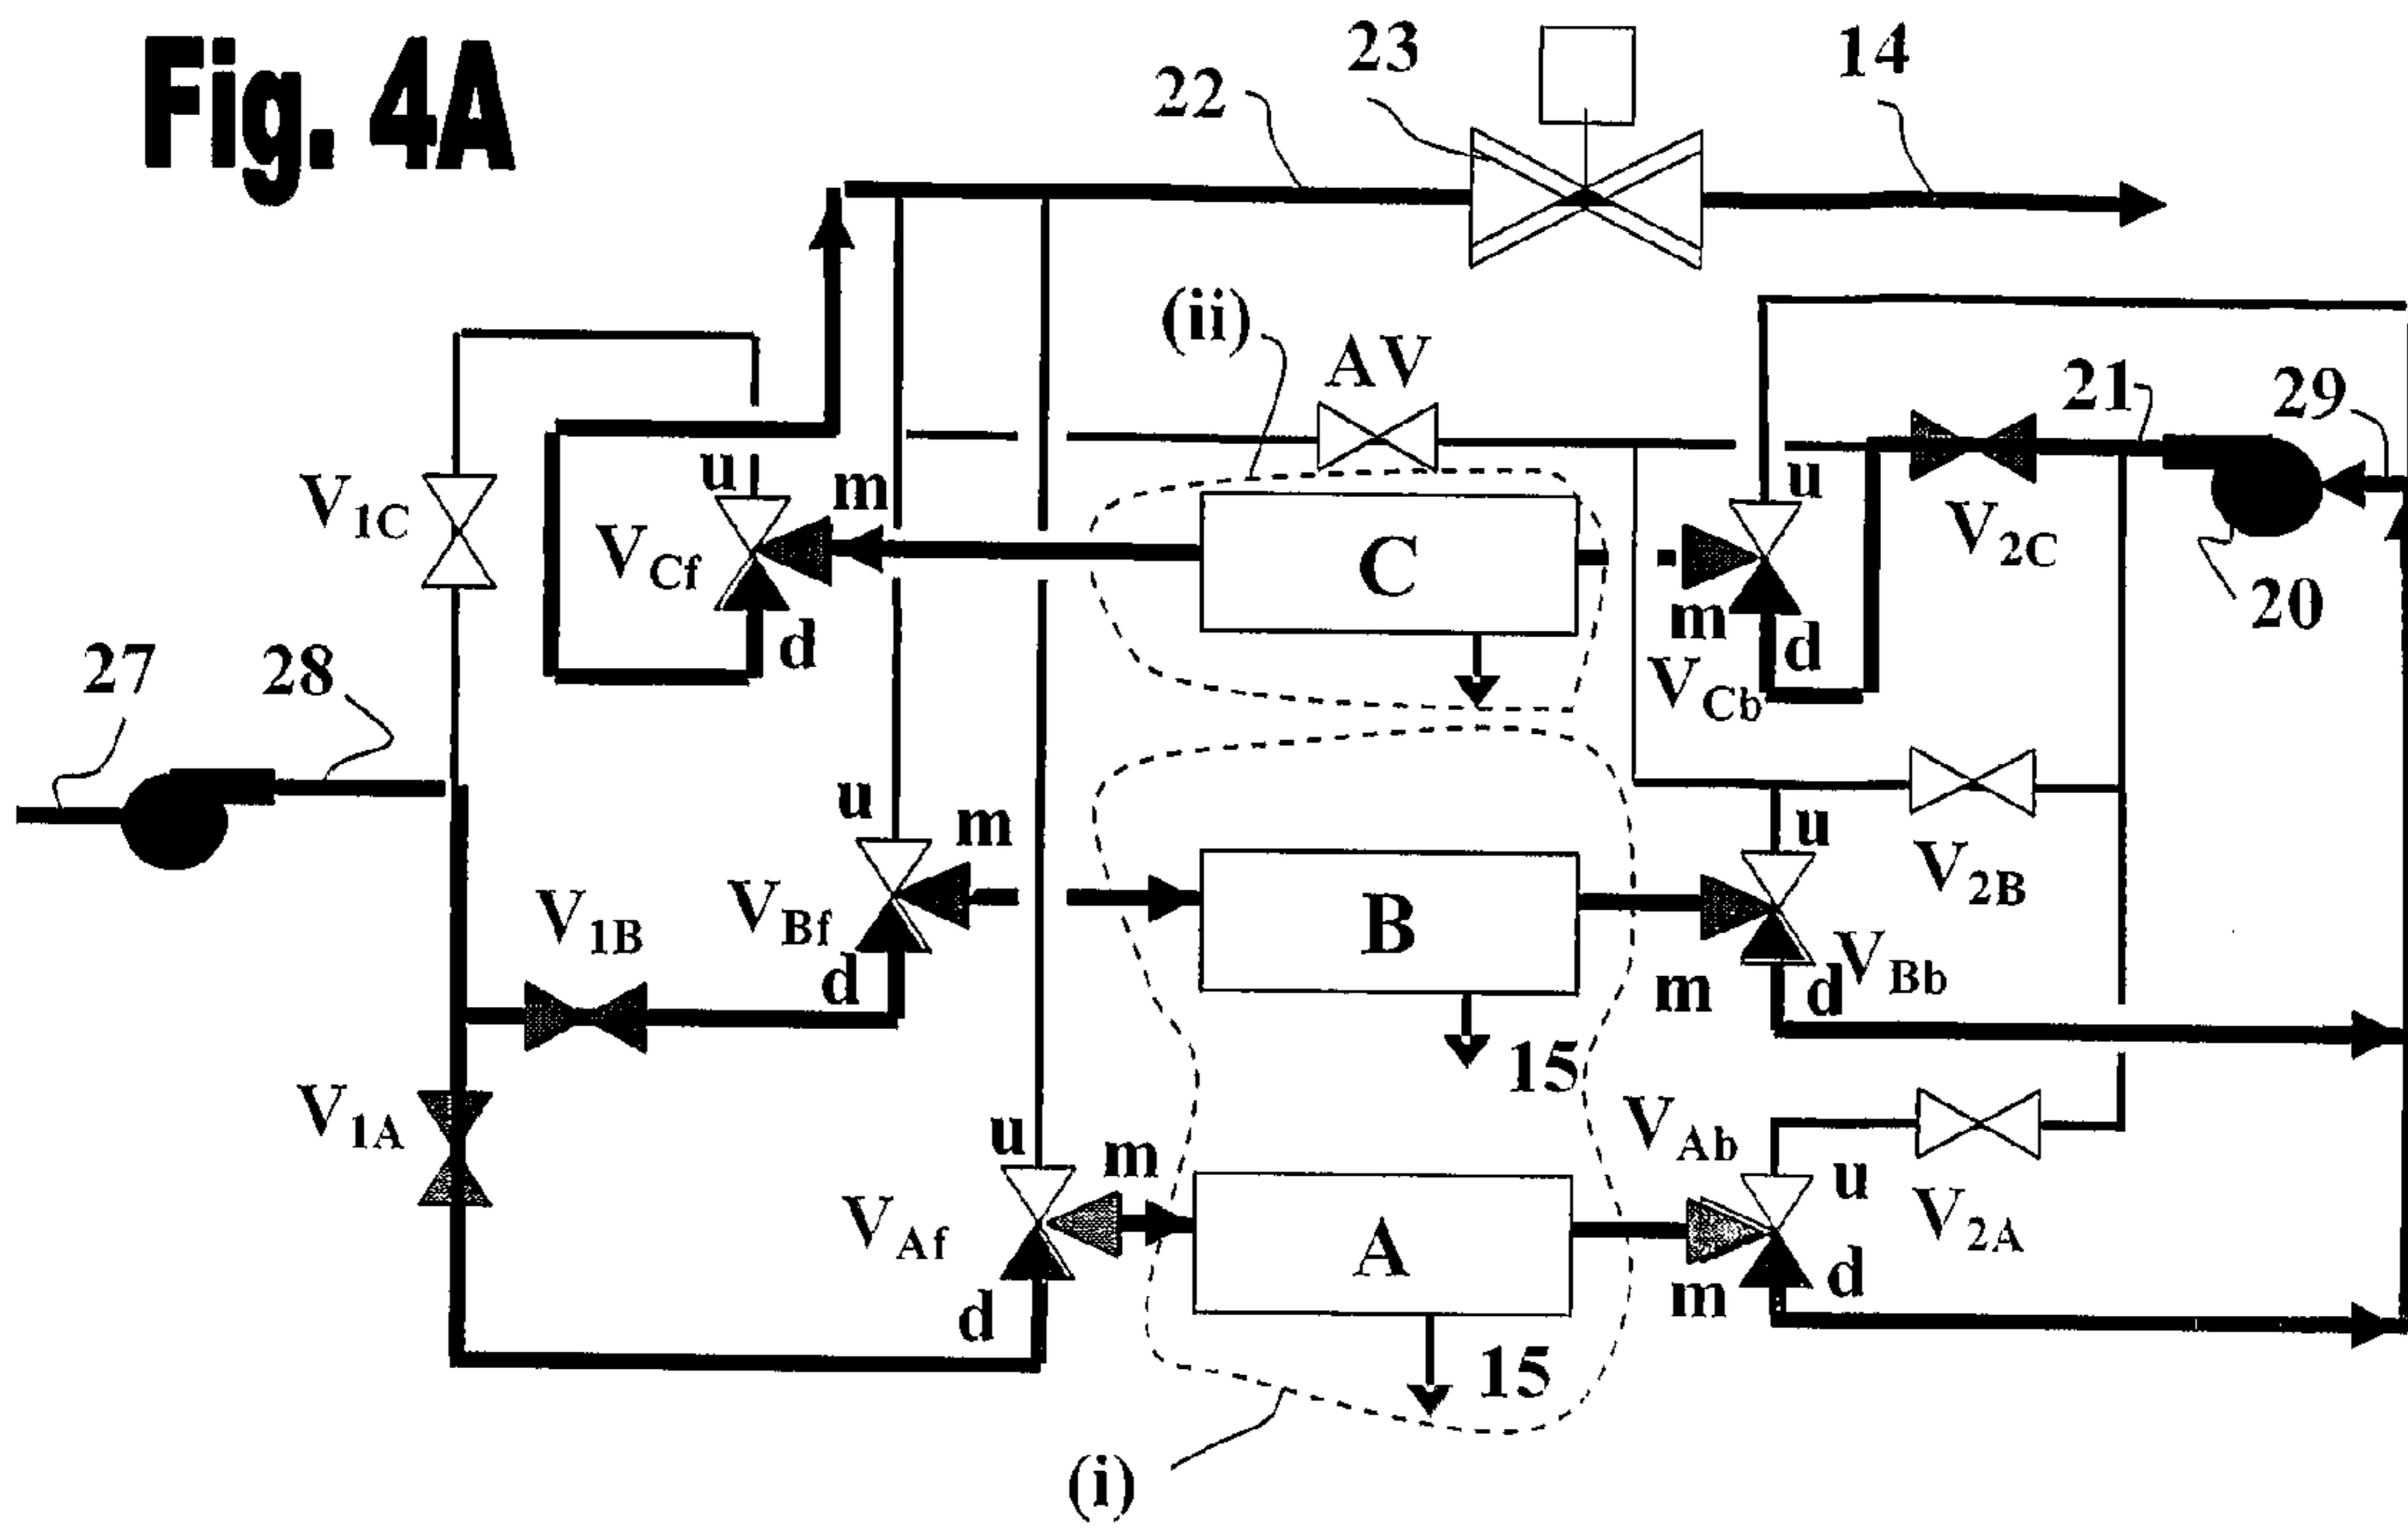 Fig. 4A
22
23
14
(ii)
AV
21
29
V1C
u
m
VCf
d
C
u
m
d
VCb
V2C
20
27
28
u
m
V1B
VBf
d
B
u
m
d
VBb
V2B
15
V1A
u
m
VAf
d
A
VAb
u
m
d
V2A
15
(i)